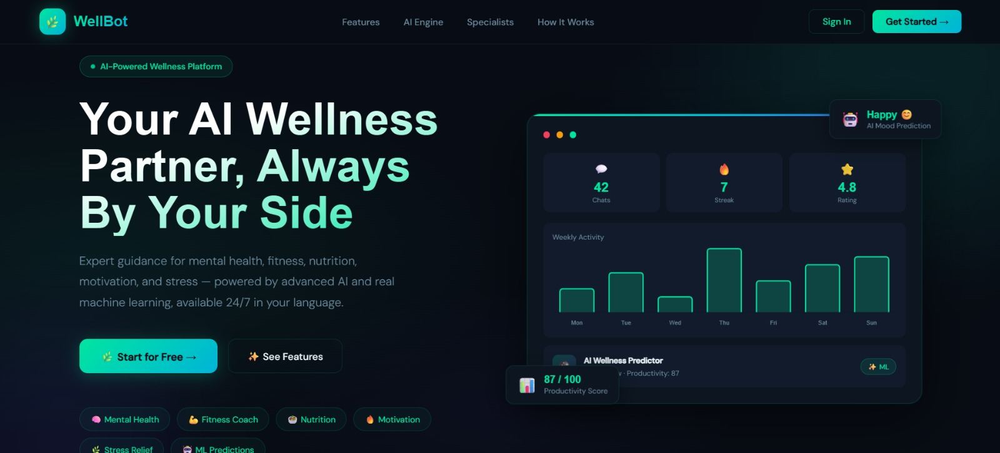 WellBot
Features
AI Engine
Specialists
How It Works
Sign In
Get Started →
AI-Powered Wellness Platform
Your AI Wellness
Partner, Always
By Your Side
Expert guidance for mental health, fitness, nutrition,
motivation, and stress — powered by advanced AI and real
machine learning, available 24/7 in your language.
🌿 Start for Free →
✨ See Features
🧠 Mental Health
💪 Fitness Coach
🥗 Nutrition
🔥 Motivation
🌿 Stress Relief
🤖 ML Predictions
Happy 😊
AI Mood Prediction
42
Chats
7
Streak
4.8
Rating
Weekly Activity
Mon
Tue
Wed
Thu
Fri
Sat
Sun
AI Wellness Predictor
· Productivity: 87
✨ ML
87 / 100
Productivity Score